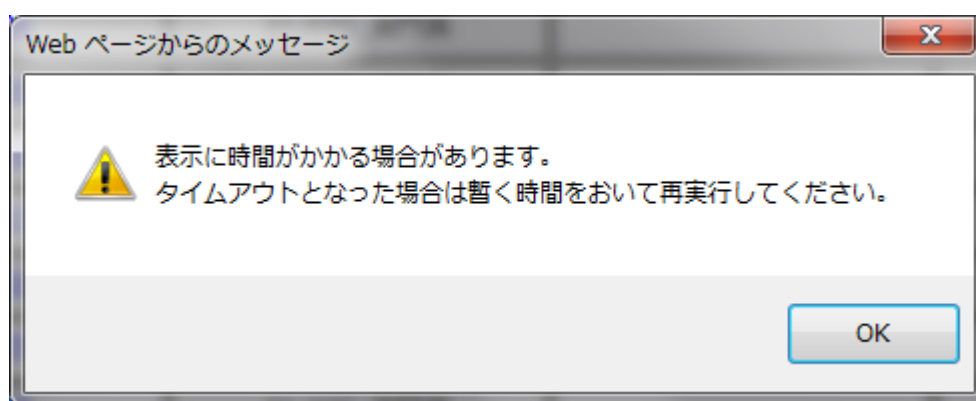 Web ページからのメッセージ
表示に時間がかかる場合があります。
タイムアウトとなった場合は暫く時間をおいて再実行してください。
OK